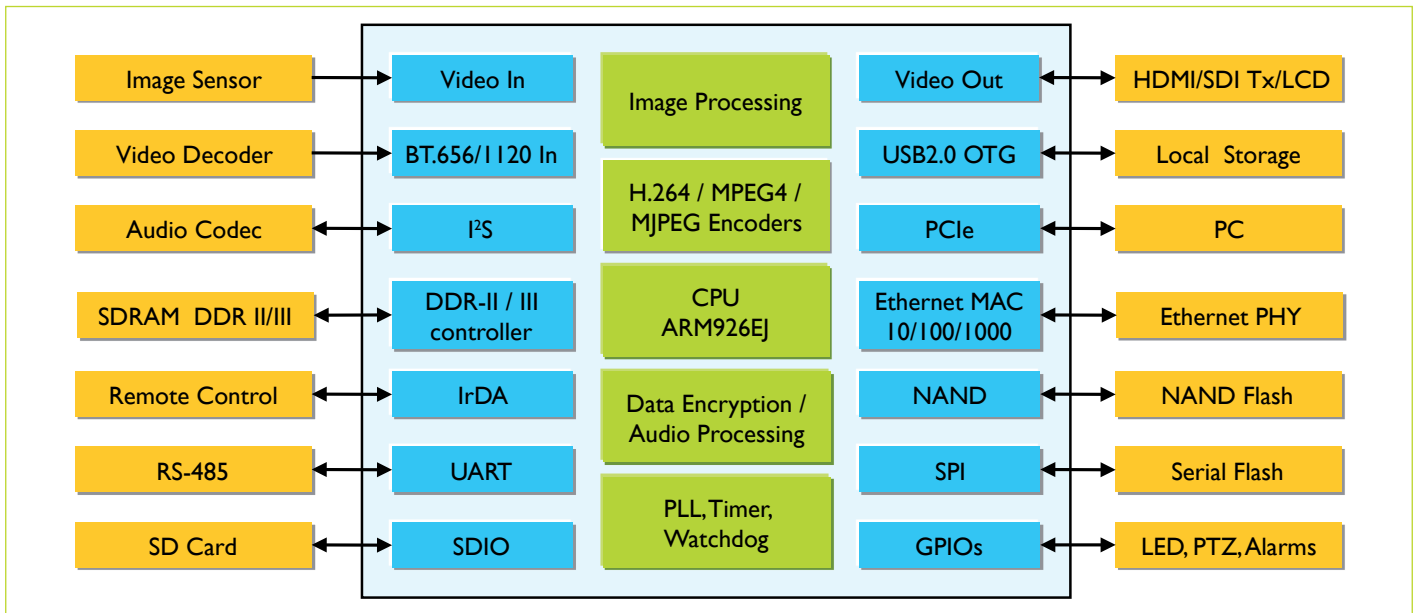 Image Sensor
Video In
Image Processing
Video Out
HDMI/SDI Tx/LCD
Video Decoder
BT.656/1120 In
USB2.0 OTG
Local Storage
H.264 / MPEG4 /
MJPEG Encoders
Audio Codec
I²S
PCIe
PC
SDRAM DDR II/III
DDR-II / III
controller
CPU
ARM926EJ
Ethernet MAC
10/100/1000
Ethernet PHY
Remote Control
IrDA
Data Encryption /
Audio Processing
NAND
NAND Flash
RS-485
UART
SPI
Serial Flash
PLL, Timer,
Watchdog
SD Card
SDIO
GPIOs
LED, PTZ, Alarms